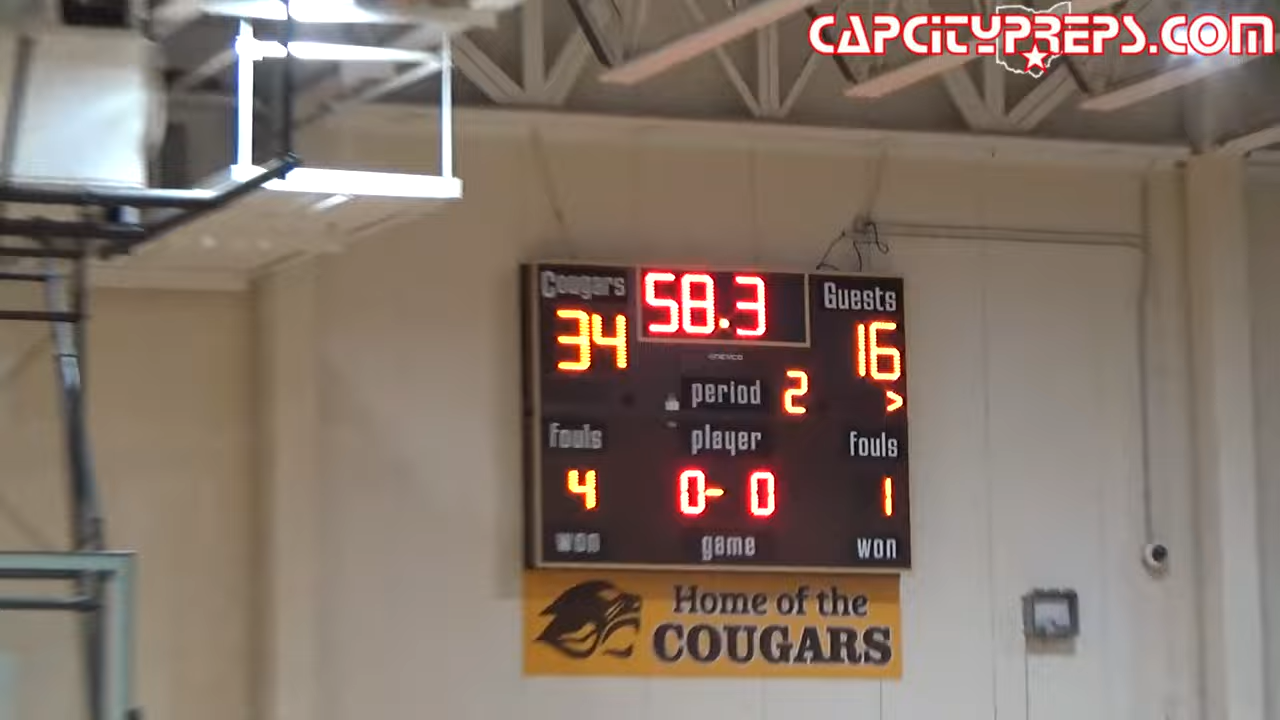 CAPCITYPREPS.COM
Cougars 58.3 Guests
34 16
NEVCO
period 2 >
fouls player fouls
4 0- 0 1
won game won
Home of the
COUGARS